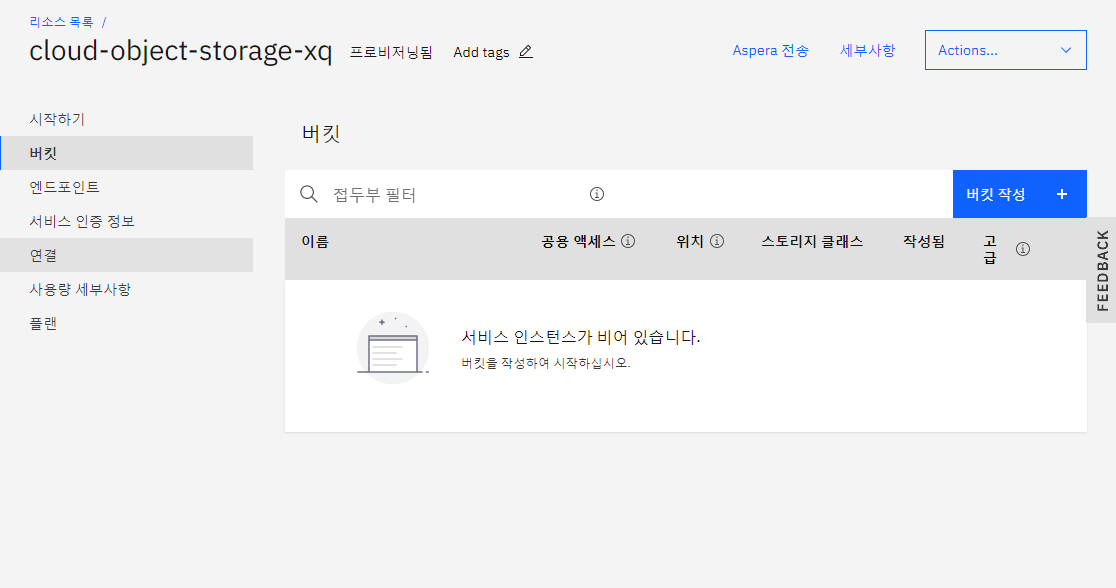 리소스 목록 /
cloud-object-storage-xq 프로비저닝됨 Add tags
Aspera 전송 세부사항 Actions...
시작하기
버킷
엔드포인트
서비스 인증 정보
연결
사용량 세부사항
플랜
버킷
접두부 필터
버킷 작성 +
이름 공용 액세스 위치 스토리지 클래스 작성됨 고급
서비스 인스턴스가 비어 있습니다.
버킷을 작성하여 시작하십시오.
FEEDBACK